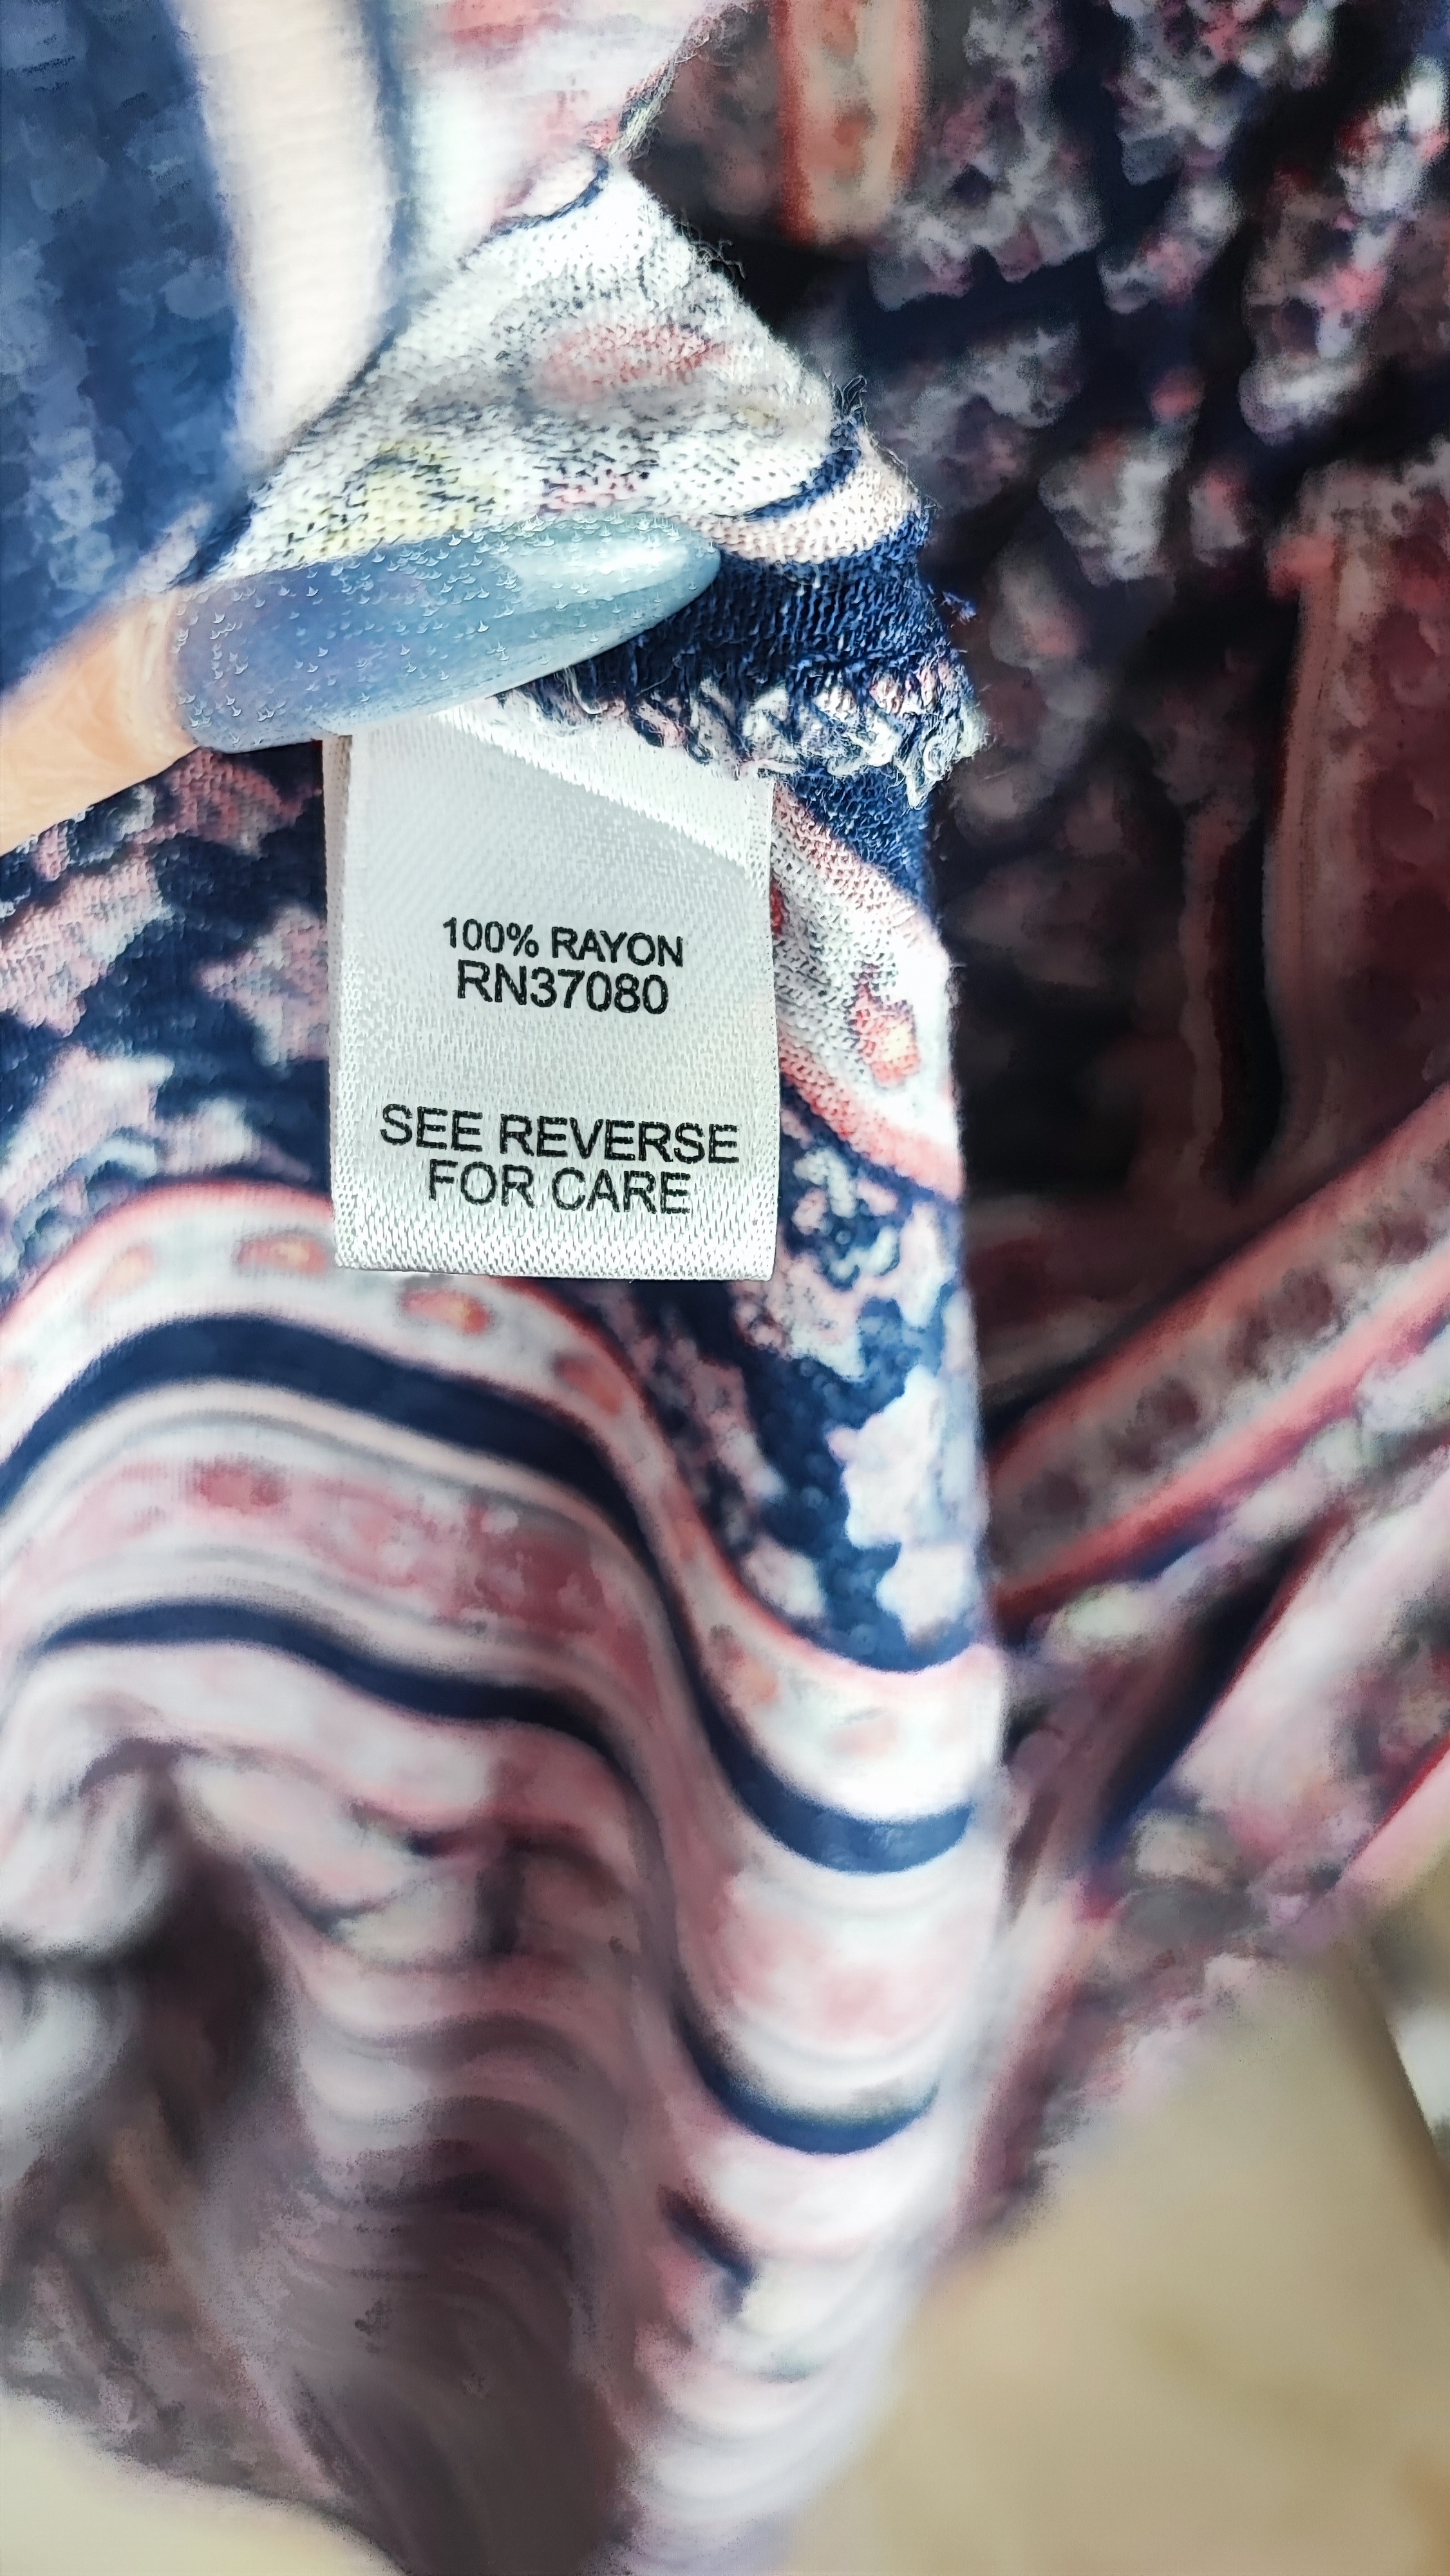 100% RAYON
RN37080
SEE REVERSE
FOR CARE